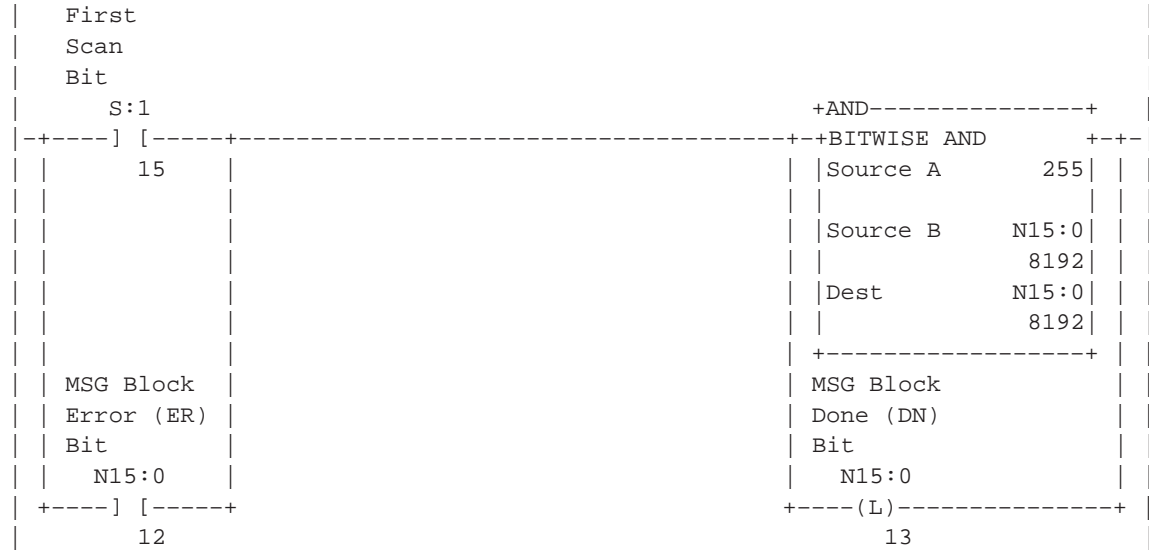 First
Scan
Bit
S:1 +AND---------------+
] [ +BITWISE AND
15 Source A 255
Source B N15:0
8192
Dest N15:0
8192
MSG Block MSG Block
Error (ER) Done (DN)
Bit Bit
N15:0 N15:0
] [ (L)
12 13